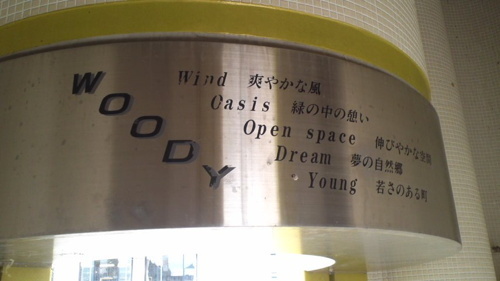 WOODY
Wind 爽やかな風
Oasis 緑の中の憩い
Open space 伸びやかな空間
Dream 夢の自然郷
Young 若さのある町